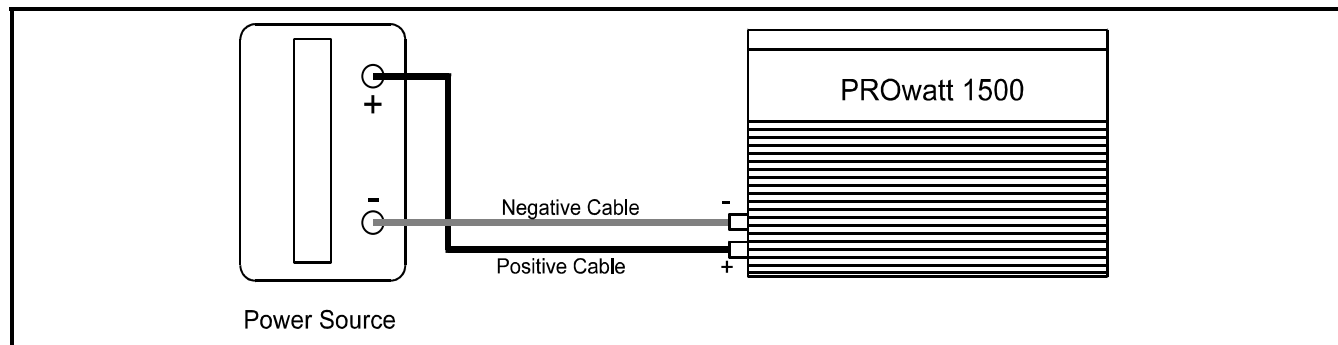 PROwatt 1500
+
-
Negative Cable
-
Positive Cable
+
Power Source